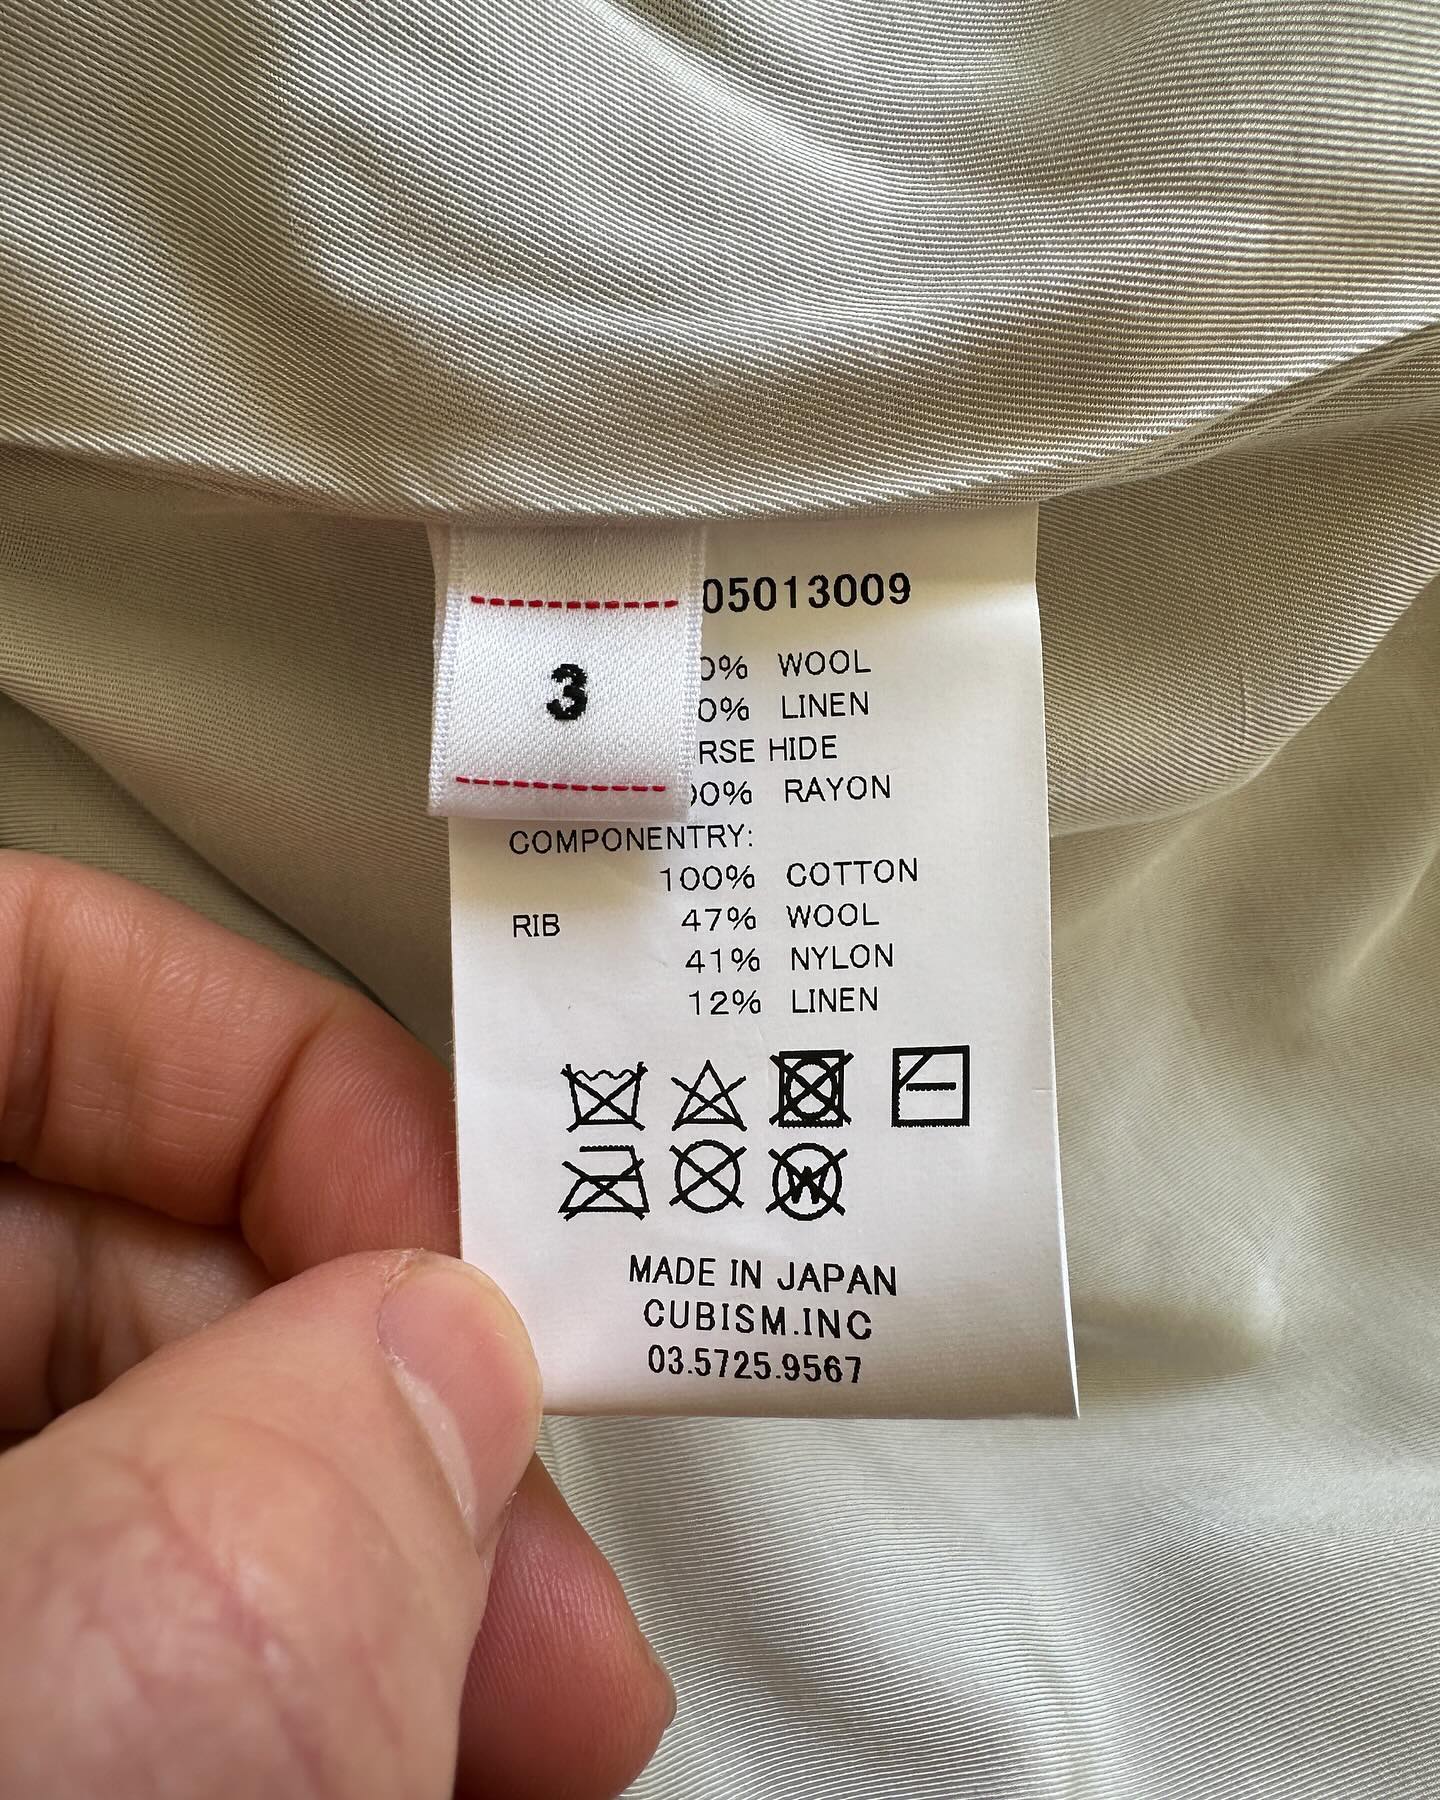 3
05013009
0% WOOL
0% LINEN
RSE HIDE
00% RAYON
COMPONENTRY:
100% COTTON
RIB 47% WOOL
41% NYLON
12% LINEN
W
MADE IN JAPAN
CUBISM.INC
03.5725.9567